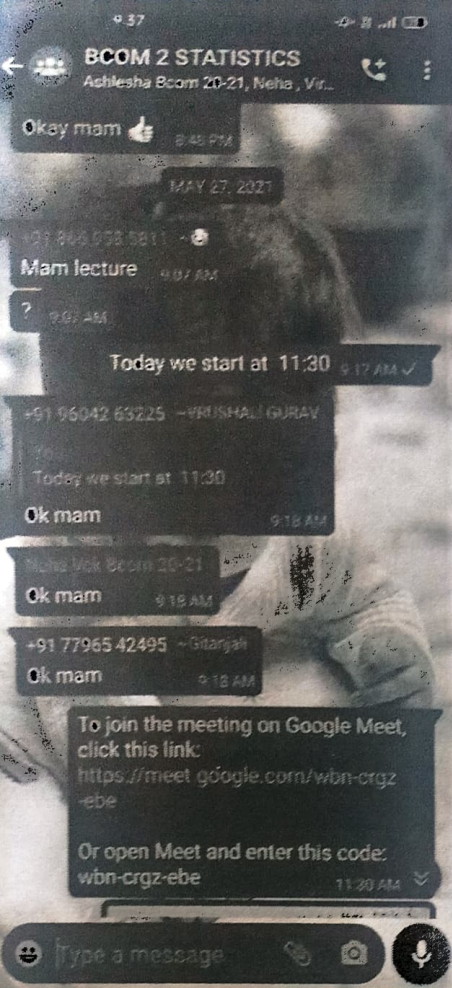 9.37
BCOM 2 STATISTICS
Ashlesha Bcom 20-21, Neha , Vir...
Okay mam 👍
8:48 PM
MAY 27, 2021
~😊
Mam lecture
9:07 AM
?
9:07 AM
Today we start at 11:30
9:17 AM
+91 96042 63225 ~VRUSHALI GURAV
Today we start at 11:30
Ok mam
9:18 AM
Neha Vck Bcom 20-21
Ok mam
9:18 AM
+91 77965 42495 ~Gitanjali
Ok mam
9:18 AM
To join the meeting on Google Meet,
click this link:
https://meet.google.com/wbn-crgz
-ebe
Or open Meet and enter this code:
wbn-crgz-ebe
11:30 AM
Type a message